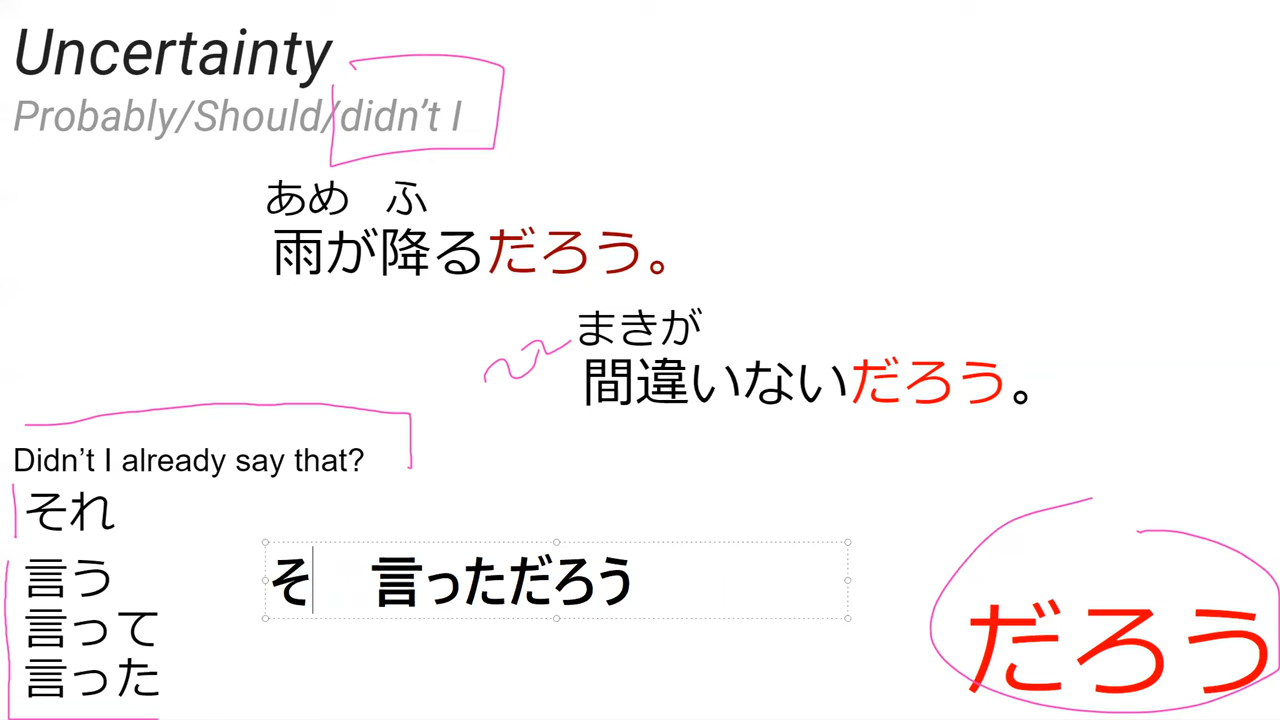 Uncertainty
Probably/Should/didn't I
あめ ふ
雨が降るだろう。
まきが
間違いないだろう。
Didn't I already say that?
それ
言う
言って
言った
そ 言っただろう
だろう